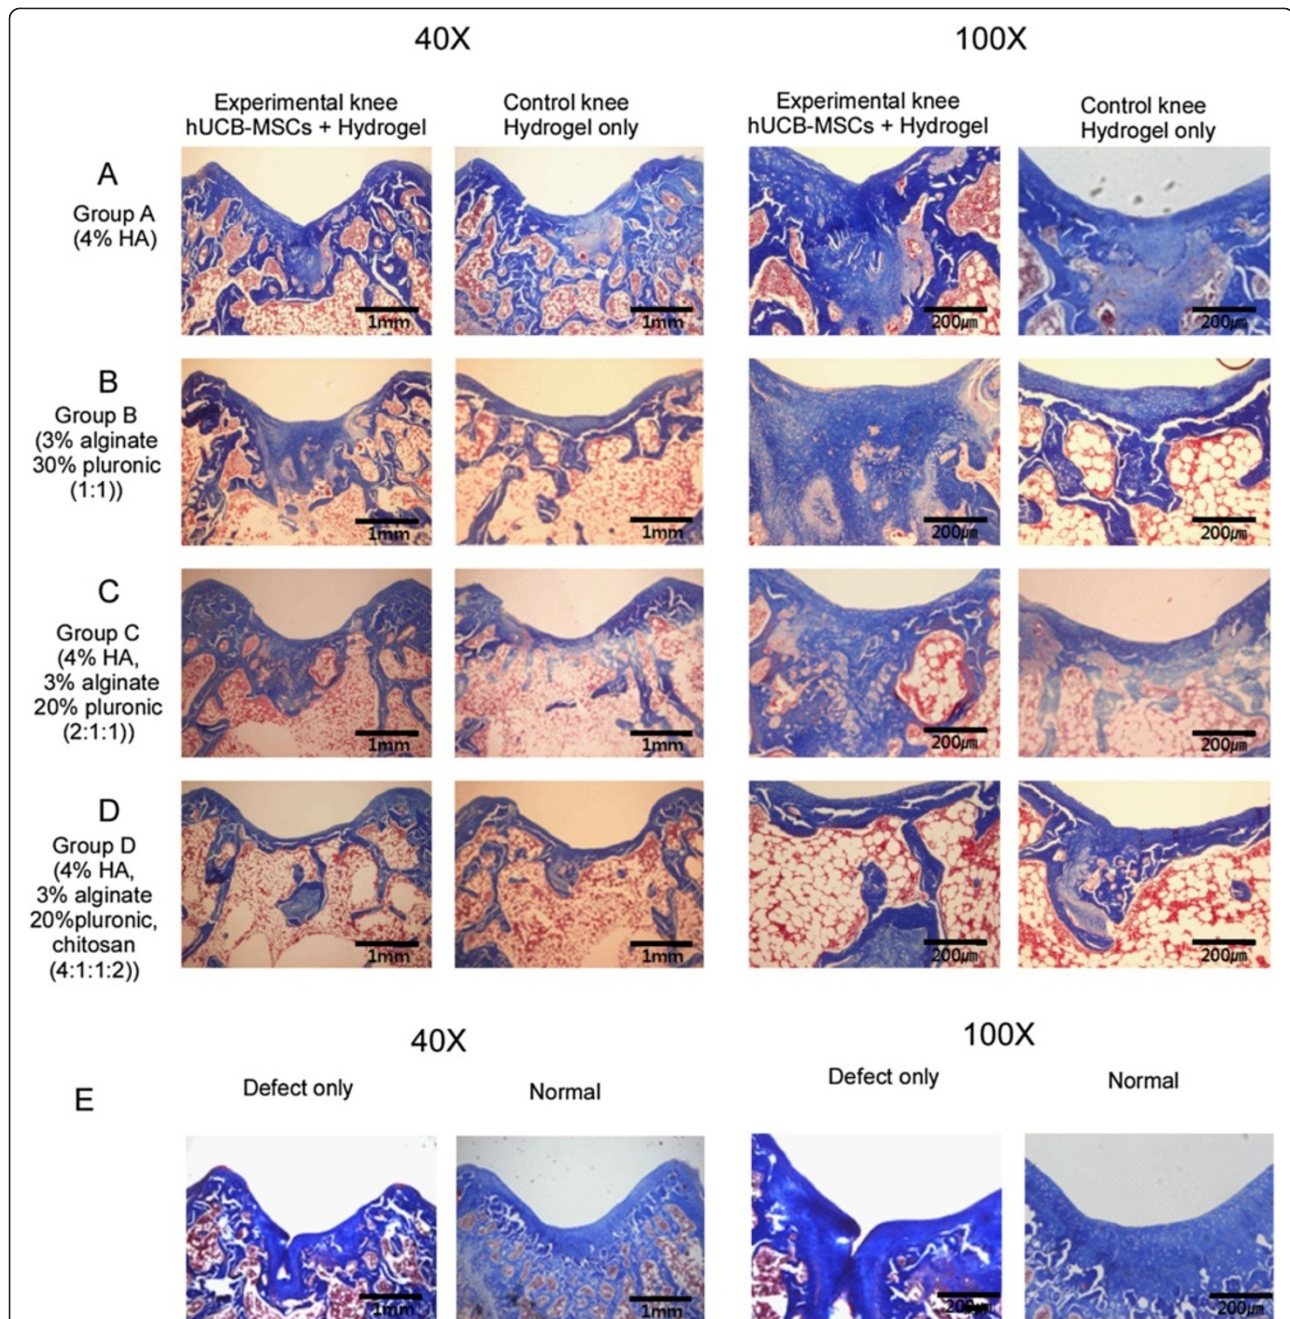 40X
100X
Experimental knee
hUCB-MSCs + Hydrogel
Control knee
Hydrogel only
Experimental knee
hUCB-MSCs + Hydrogel
Control knee
Hydrogel only
A
Group A
(4% HA)
1mm
1mm
200μm
200μm
B
Group B
(3% alginate
30% pluronic
(1:1))
1mm
1mm
200μm
200μm
C
Group C
(4% HA,
3% alginate
20% pluronic
(2:1:1))
1mm
1mm
200μm
200μm
D
Group D
(4% HA,
3% alginate
20%pluronic,
chitosan
(4:1:1:2))
1mm
1mm
200μm
200μm
40X
100X
E
Defect only
Normal
Defect only
Normal
1mm
1mm
200μm
200μm